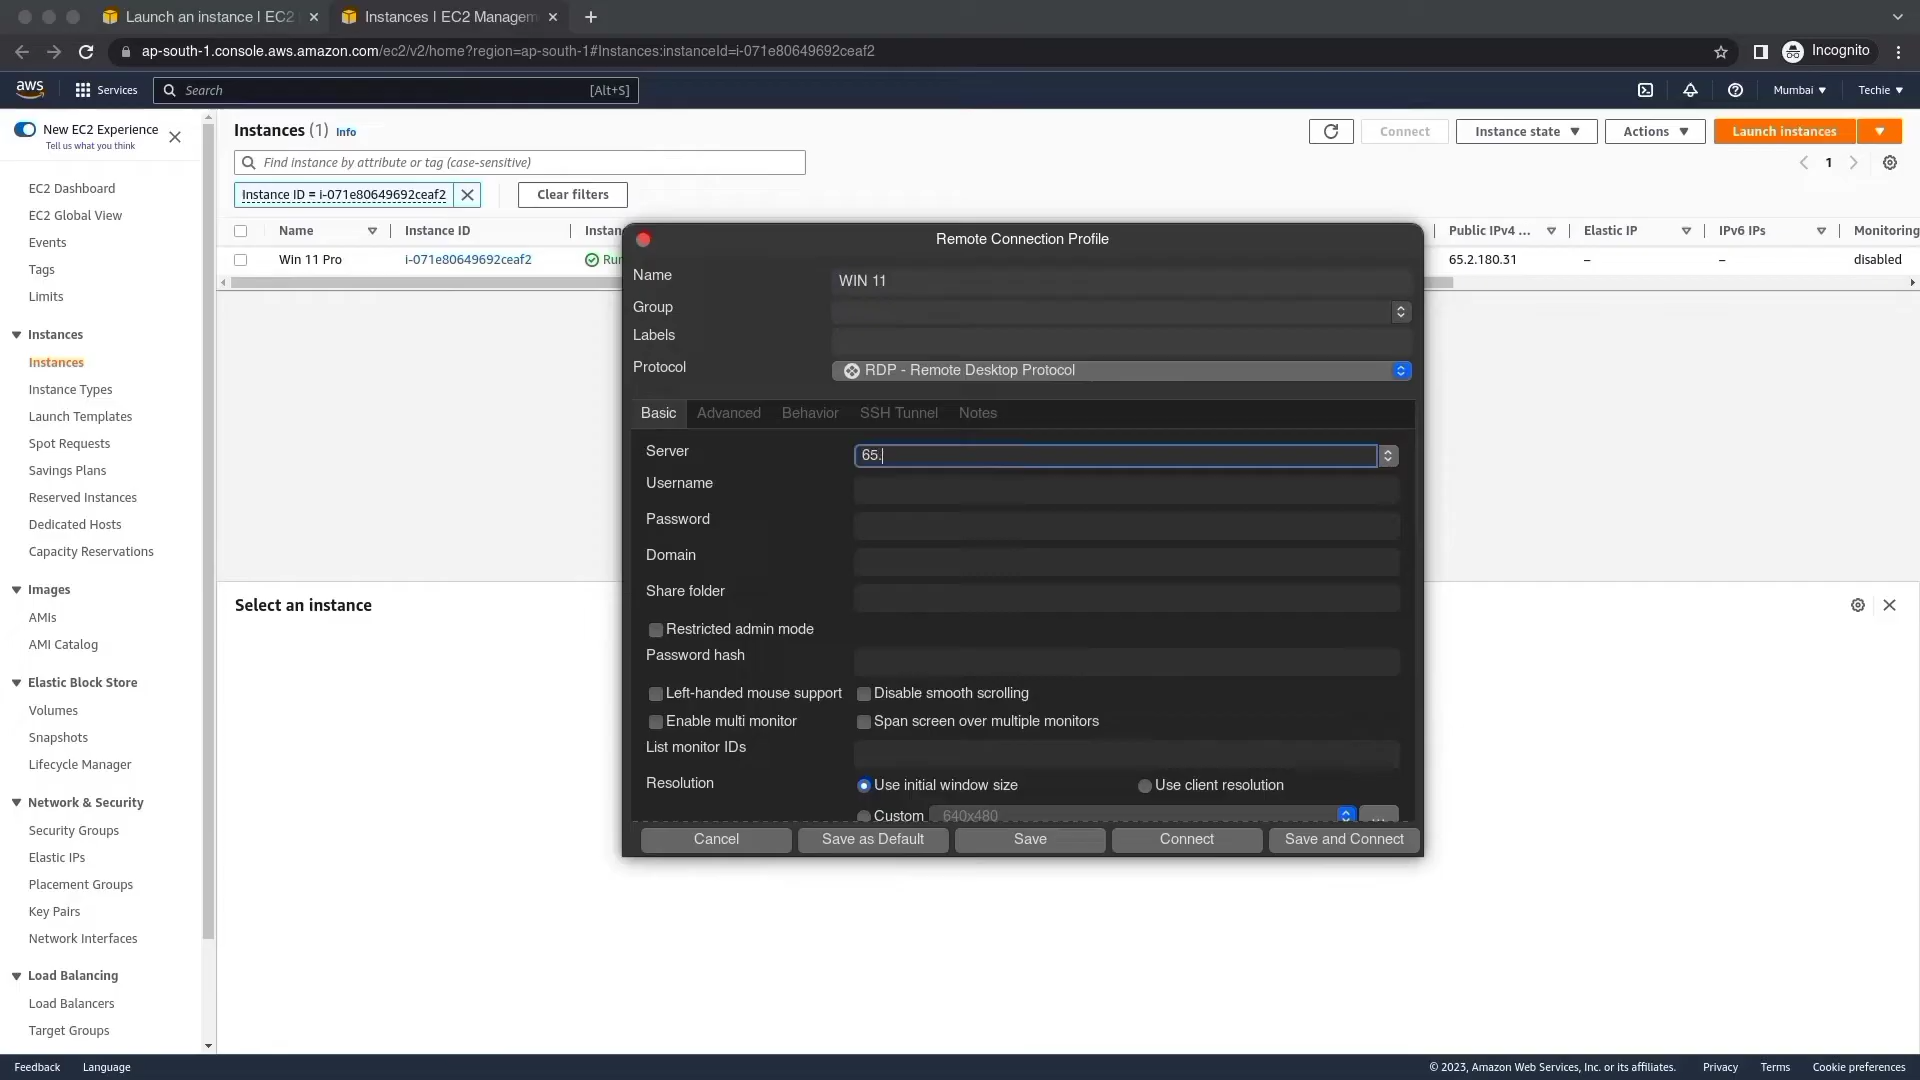 Launch an instance | EC2
Instances | EC2 Managem
ap-south-1.console.aws.amazon.com/ec2/v2/home?region=ap-south-1#Instances:instanceId=i-071e80649692ceaf2
Incognito
aws
Services
Search
[Alt+S]
Mumbai
Techie
New EC2 Experience
Tell us what you think
EC2 Dashboard
EC2 Global View
Events
Tags
Limits
Instances
Instances
Instance Types
Launch Templates
Spot Requests
Savings Plans
Reserved Instances
Dedicated Hosts
Capacity Reservations
Images
AMIs
AMI Catalog
Elastic Block Store
Volumes
Snapshots
Lifecycle Manager
Network & Security
Security Groups
Elastic IPs
Placement Groups
Key Pairs
Network Interfaces
Load Balancing
Load Balancers
Target Groups
Instances (1) Info
Connect
Instance state
Actions
Launch instances
Find instance by attribute or tag (case-sensitive)
1
Instance ID = i-071e80649692ceaf2
Clear filters
Name
Instance ID
Instan
Public IPv4 ...
Elastic IP
IPv6 IPs
Monitoring
Win 11 Pro
i-071e80649692ceaf2
Ru
65.2.180.31
–
–
disabled
Select an instance
Remote Connection Profile
Name
WIN 11
Group
Labels
Protocol
RDP - Remote Desktop Protocol
Basic
Advanced
Behavior
SSH Tunnel
Notes
Server
65.
Username
Password
Domain
Share folder
Restricted admin mode
Password hash
Left-handed mouse support
Disable smooth scrolling
Enable multi monitor
Span screen over multiple monitors
List monitor IDs
Resolution
Use initial window size
Use client resolution
Custom
640x480
...
Cancel
Save as Default
Save
Connect
Save and Connect
Feedback
Language
© 2023, Amazon Web Services, Inc. or its affiliates.
Privacy
Terms
Cookie preferences